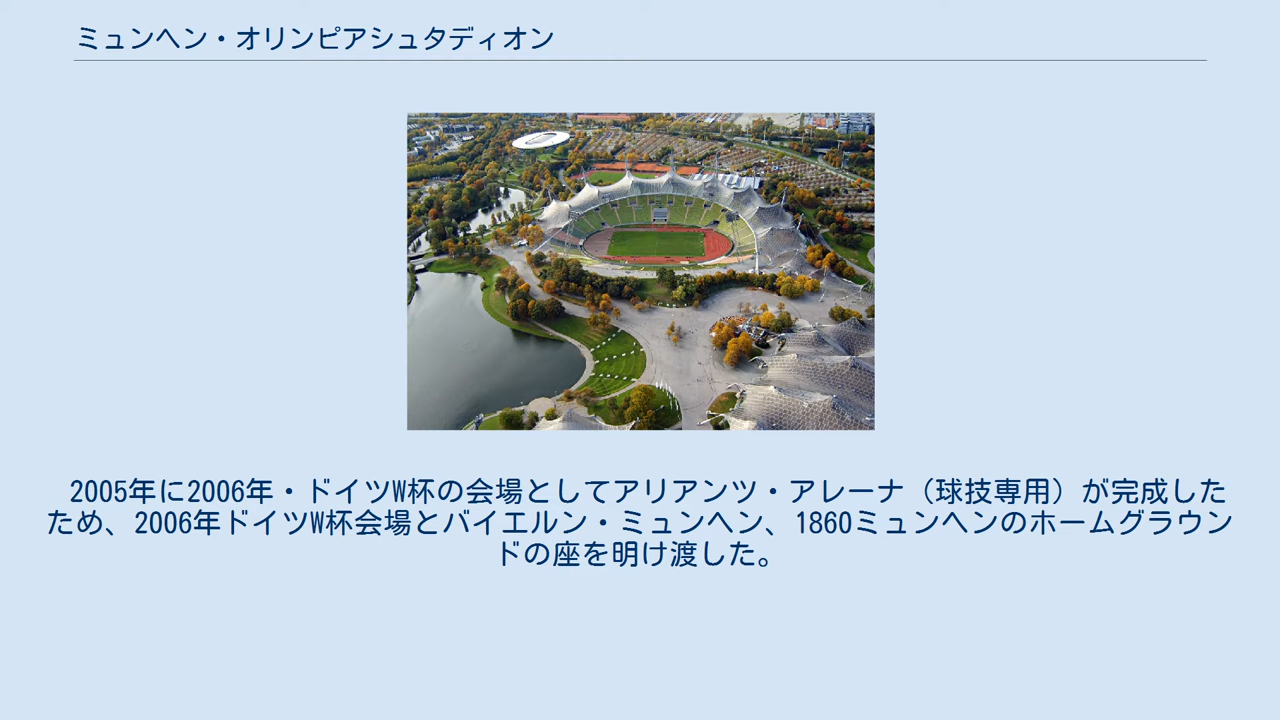 ミュンヘン・オリンピアシュタディオン
2005年に2006年・ドイツW杯の会場としてアリアンツ・アレーナ（球技専用）が完成した
ため、2006年ドイツW杯会場とバイエルン・ミュンヘン、1860ミュンヘンのホームグラウン
ドの座を明け渡した。